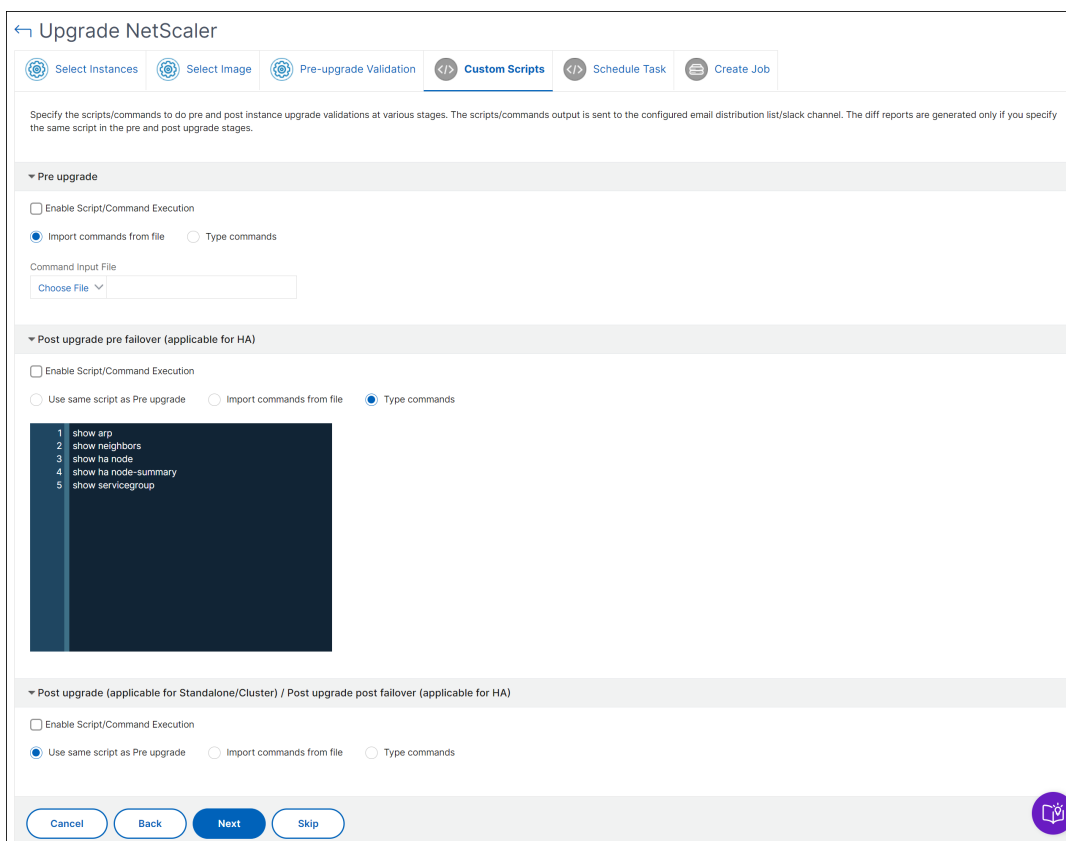 Upgrade NetScaler
Select Instances
Select Image
Pre-upgrade Validation
Custom Scripts
Schedule Task
Create Job
Specify the scripts/commands to do pre and post instance upgrade validations at various stages. The scripts/commands output is sent to the configured email distribution list/slack channel. The diff reports are generated only if you specify
the same script in the pre and post upgrade stages.
Pre upgrade
Enable Script/Command Execution
Import commands from file
Type commands
Command Input File
Choose File
Post upgrade pre failover (applicable for HA)
Enable Script/Command Execution
Use same script as Pre upgrade
Import commands from file
Type commands
1 show arp
2 show neighbors
3 show ha node
4 show ha node-summary
5 show servicegroup
Post upgrade (applicable for Standalone/Cluster) / Post upgrade post failover (applicable for HA)
Enable Script/Command Execution
Use same script as Pre upgrade
Import commands from file
Type commands
Cancel
Back
Next
Skip